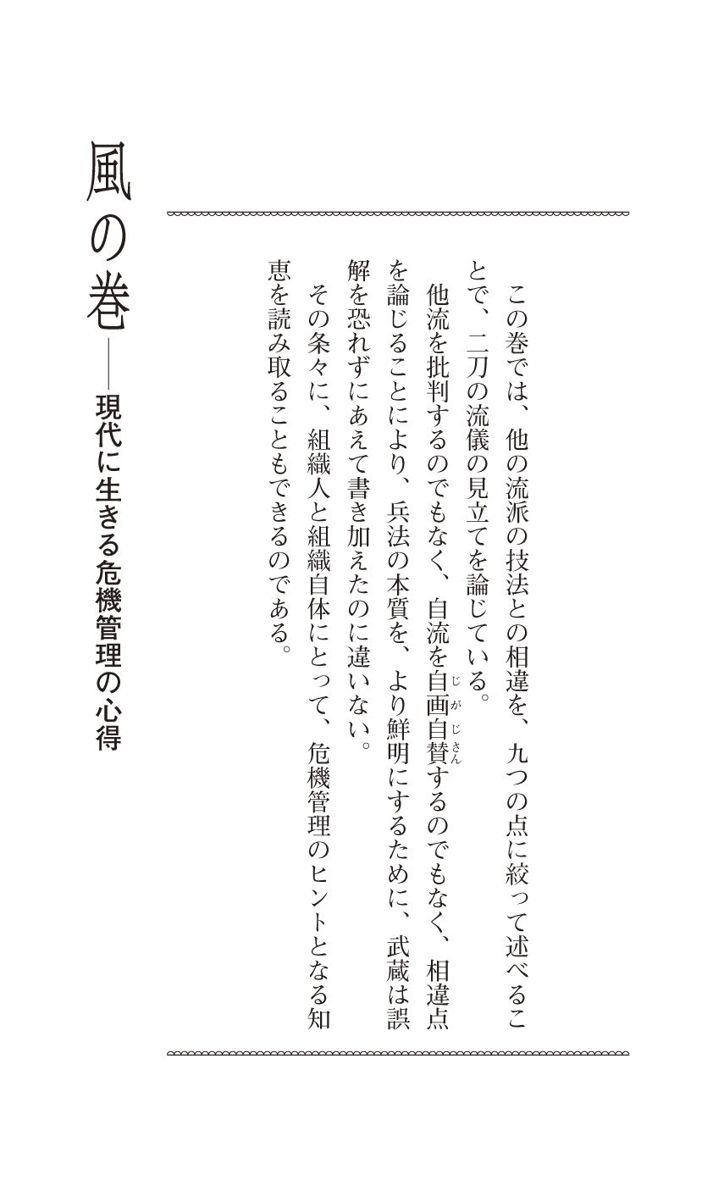 この巻では、他の流派の技法との相違を、九つの点に絞って述べるこ
とで、二刀の流儀の見立てを論じている。
他流を批判するのでもなく、自流を自画自賛するのでもなく、相違点
じがじさん
を論じることにより、兵法の本質を、より鮮明にするために、武蔵は誤
解を恐れずにあえて書き加えたのに違いない。
その条々に、組織人と組織自体にとって、危機管理のヒントとなる知
恵を読み取ることもできるのである。
風の巻──現代に生きる危機管理の心得